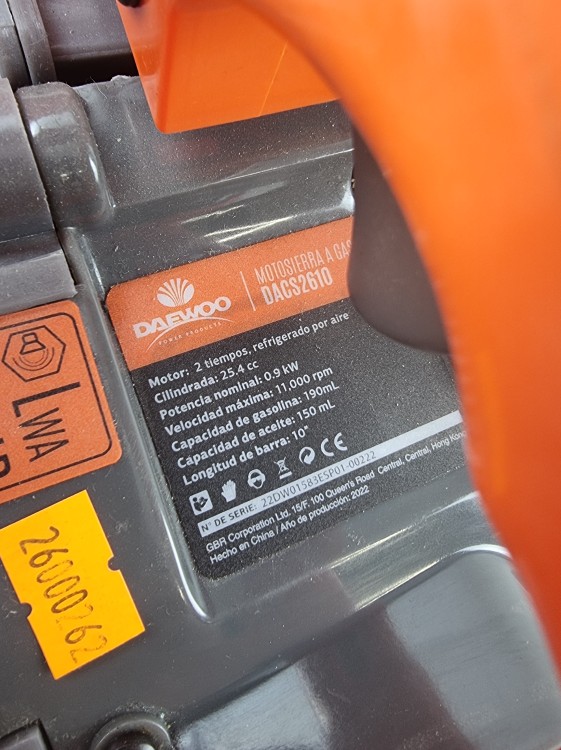 DAEWOO
POWER PRODUCTS
MOTOSIERRA A
DACS2610
Motor: 2 tiempos, refrigerado por aire
Cilindrada: 25.4 cc
Potencia nominal: 0.9 kW
Velocidad máxima: 11.000 rpm
Capacidad de gasolina: 190mL
Capacidad de aceite: 150 mL
Longitud de barra: 10"
CE
N° DE SERIE: 22DW01583ESP01-00222
GBR Corporation Ltd. 15/F, 100 Queen's Road Central, Central, Hong Kong
Hecho en China / Año de producción: 2022
LWA
26000262